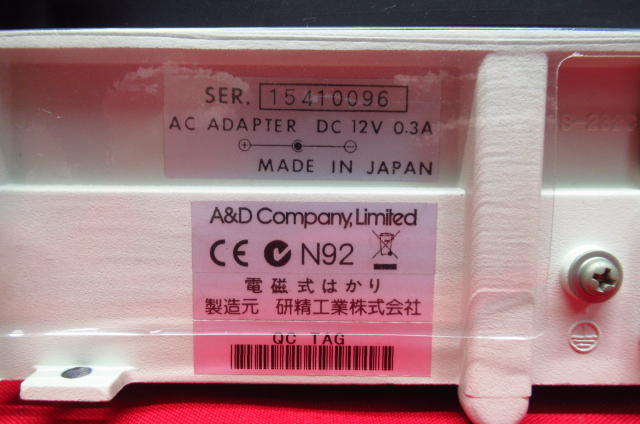 SER. 15410096
AC ADAPTER DC 12V 0.3A
MADE IN JAPAN
A&D Company, Limited
CE N92
電磁式はかり
製造元 研精工業株式会社
QC TAG